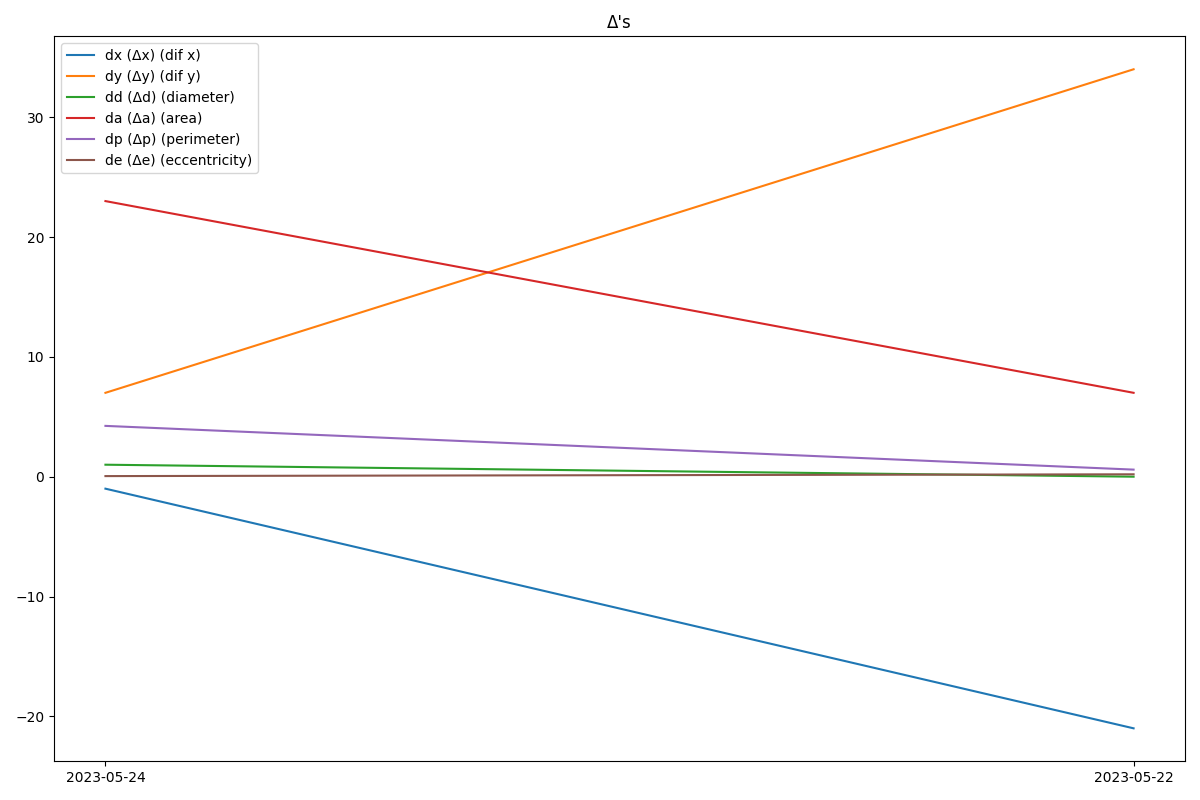 Δ's
dx (Δx) (dif x)
dy (Δy) (dif y)
dd (Δd) (diameter)
da (Δa) (area)
dp (Δp) (perimeter)
de (Δe) (eccentricity)
30
20
10
0
−10
−20
2023-05-24 2023-05-22